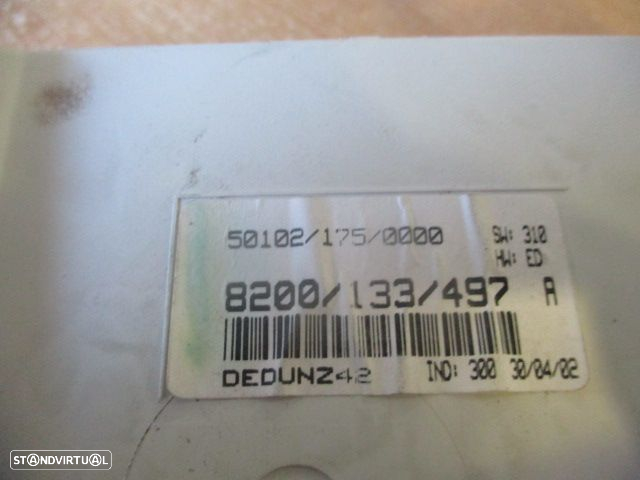 50102/175/0000 SW: 310
HW: ED
8200/133/497 A
DEDUNZ42 IND: 300 30/04/02
STANDVIRTUAL